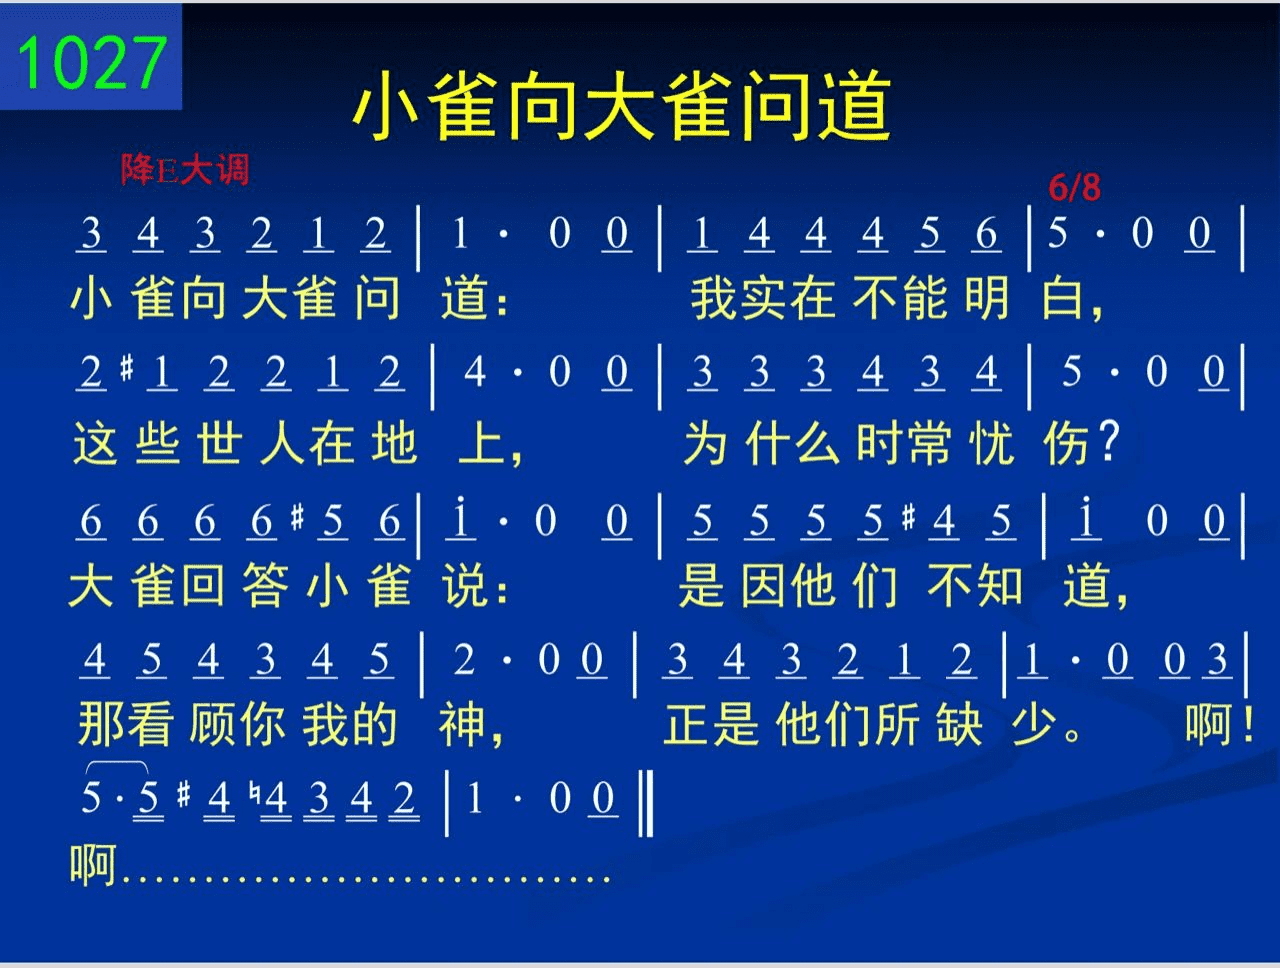 1027
小雀向大雀问道
降E大调 6/8
3 4 3 2 1 2 | 1 · 0 0 | 1 4 4 4 5 6 | 5 · 0 0 |
小雀向大雀问 道： 我实在不能明 白，
2 #1 2 2 1 2 | 4 · 0 0 | 3 3 3 4 3 4 | 5 · 0 0 |
这些世人在地 上， 为什么时常忧 伤？
6 6 6 6 #5 6 | i · 0 0 | 5 5 5 5 #4 5 | i 0 0 |
大雀回答小雀 说： 是因他们不知 道，
4 5 4 3 4 5 | 2 · 0 0 | 3 4 3 2 1 2 | 1 · 0 0 3 |
那看顾你我的 神， 正是他们所缺 少。 啊！
5 · 5 #4 ♮4 3 4 2 | 1 · 0 0 ‖
啊..............................